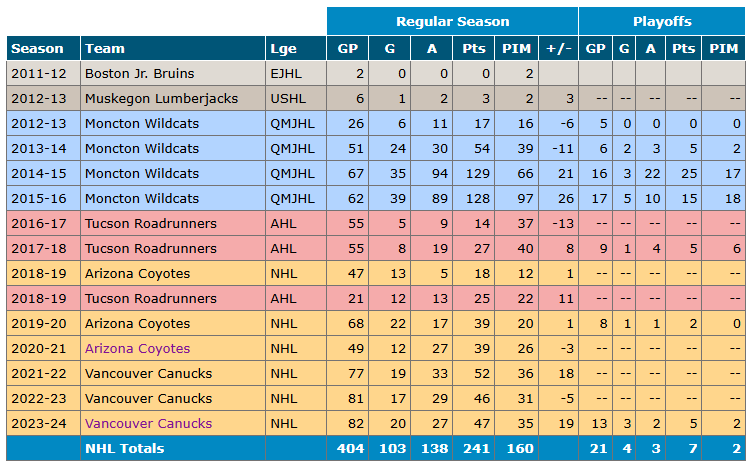 Regular Season Playoffs
Season Team Lge GP G A Pts PIM +/- GP G A Pts PIM
2011-12 Boston Jr. Bruins EJHL 2 0 0 0 2
2012-13 Muskegon Lumberjacks USHL 6 1 2 3 2 3 -- -- -- -- --
2012-13 Moncton Wildcats QMJHL 26 6 11 17 16 -6 5 0 0 0 0
2013-14 Moncton Wildcats QMJHL 51 24 30 54 39 -11 6 2 3 5 2
2014-15 Moncton Wildcats QMJHL 67 35 94 129 66 21 16 3 22 25 17
2015-16 Moncton Wildcats QMJHL 62 39 89 128 97 26 17 5 10 15 18
2016-17 Tucson Roadrunners AHL 55 5 9 14 37 -13 -- -- -- -- --
2017-18 Tucson Roadrunners AHL 55 8 19 27 40 8 9 1 4 5 6
2018-19 Arizona Coyotes NHL 47 13 5 18 12 1 -- -- -- -- --
2018-19 Tucson Roadrunners AHL 21 12 13 25 22 11 -- -- -- -- --
2019-20 Arizona Coyotes NHL 68 22 17 39 20 1 8 1 1 2 0
2020-21 Arizona Coyotes NHL 49 12 27 39 26 -3 -- -- -- -- --
2021-22 Vancouver Canucks NHL 77 19 33 52 36 18 -- -- -- -- --
2022-23 Vancouver Canucks NHL 81 17 29 46 31 -5 -- -- -- -- --
2023-24 Vancouver Canucks NHL 82 20 27 47 35 19 13 3 2 5 2
NHL Totals 404 103 138 241 160 21 4 3 7 2